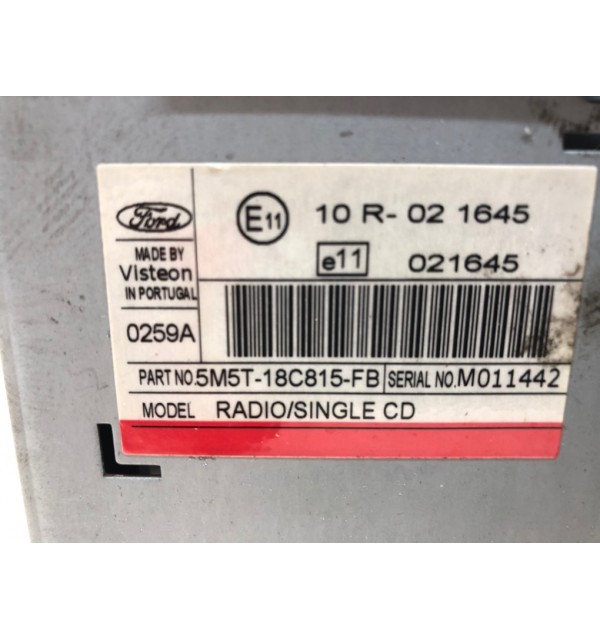 Ford
E11 10 R- 02 1645
MADE BY
Visteon
IN PORTUGAL
e11 021645
0259A
PART NO. 5M5T-18C815-FB SERIAL NO. M011442
MODEL RADIO/SINGLE CD